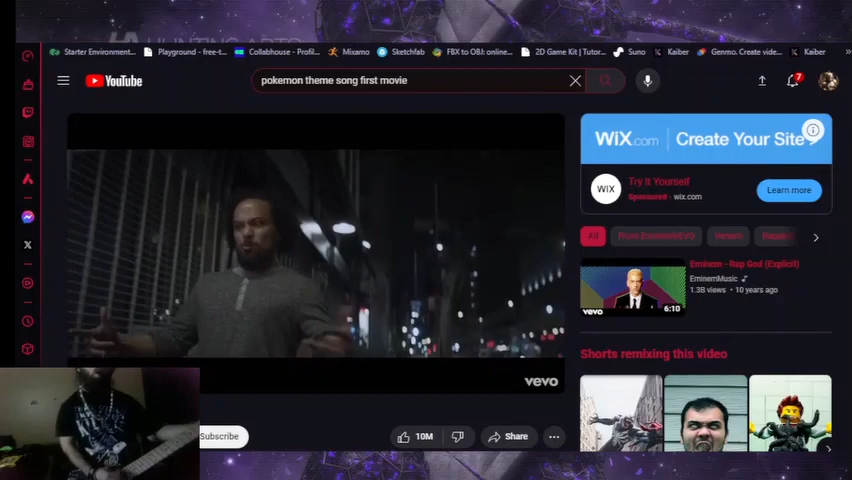 Starter Environment...
Playground - free-t...
Collabhouse - Profil...
Mixamo
Sketchfab
FBX to OBJ: online...
2D Game Kit | Tutor...
Suno
Kaiber
Genmo. Create vide...
Kaiber
YouTube
pokemon theme song first movie
7
WiX.com Create Your Site
WIX
Try It Yourself
Sponsored · wix.com
Learn more
All
Eminem - Rap God (Explicit)
EminemMusic
1.3B views • 10 years ago
vevo
6:10
Shorts remixing this video
vevo
Subscribe
10M
Share